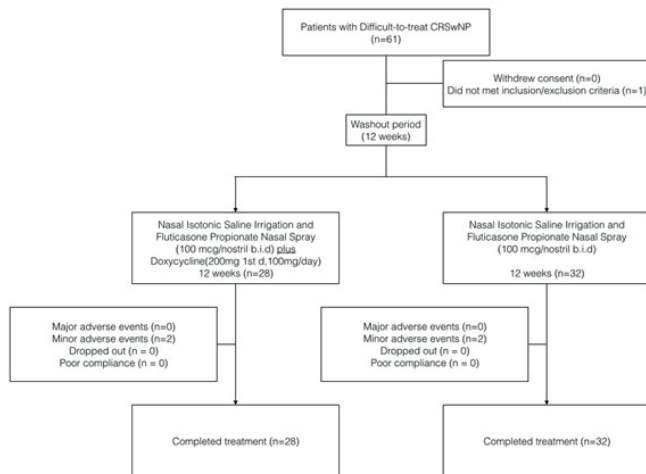 Patients with Difficult-to-treat CRSwNP
(n=61)
Withdrew consent (n=0)
Did not met inclusion/exclusion criteria (n=1)
Washout period
(12 weeks)
Nasal Isotonic Saline Irrigation and
Fluticasone Propionate Nasal Spray
(100 mcg/nostril b.i.d) plus
Doxycycline(200mg 1st d,100mg/day)
12 weeks (n=28)
Nasal Isotonic Saline Irrigation and
Fluticasone Propionate Nasal Spray
(100 mcg/nostril b.i.d)
12 weeks (n=32)
Major adverse events (n=0)
Minor adverse events (n=2)
Dropped out (n = 0)
Poor compliance (n = 0)
Major adverse events (n=0)
Minor adverse events (n=2)
Dropped out (n = 0)
Poor compliance (n = 0)
Completed treatment (n=28)
Completed treatment (n=32)